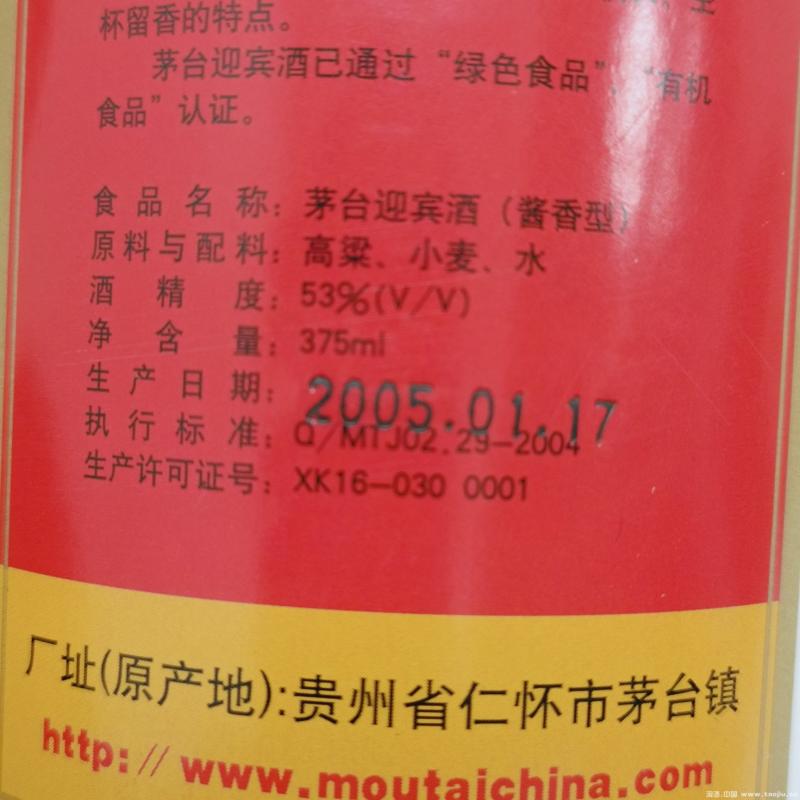 杯留香的特点。
茅台迎宾酒已通过“绿色食品”、“有机
食品”认证。
食品名称：茅台迎宾酒（酱香型）
原料与配料：高粱、小麦、水
酒精度：53%(V/V)
净含量：375ml
生产日期：2005.01.17
执行标准：Q/MTJ02.29-2004
生产许可证号：XK16-030 0001
厂址(原产地):贵州省仁怀市茅台镇
http://www.moutaichina.com